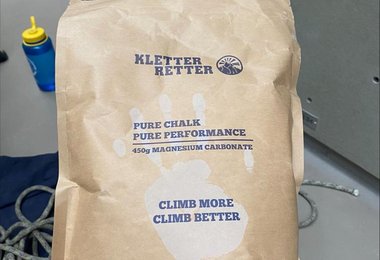 KLETTER
RETTER
PURE CHALK
PURE PERFORMANCE
450g MAGNESIUM CARBONATE
CLIMB MORE
CLIMB BETTER